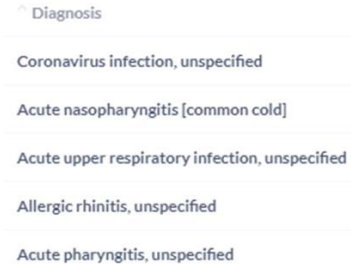 Diagnosis
Coronavirus infection, unspecified
Acute nasopharyngitis [common cold]
Acute upper respiratory infection, unspecified
Allergic rhinitis, unspecified
Acute pharyngitis, unspecified